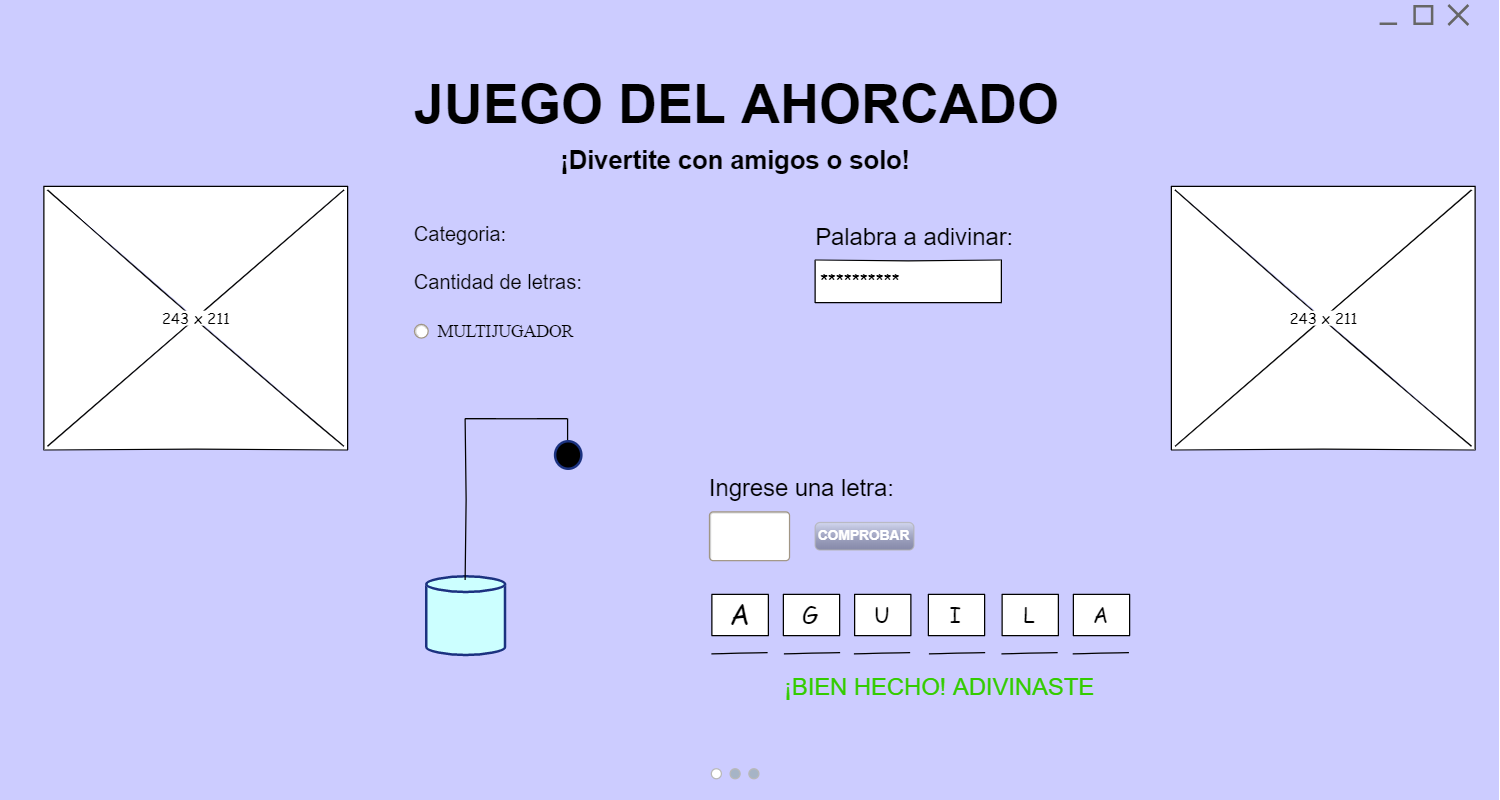 JUEGO DEL AHORCADO
¡Divertite con amigos o solo!
Categoria:
Palabra a adivinar:
Cantidad de letras:
**********
243 x 211
243 x 211
MULTIJUGADOR
Ingrese una letra:
COMPROBAR
A G U I L A
¡BIEN HECHO! ADIVINASTE